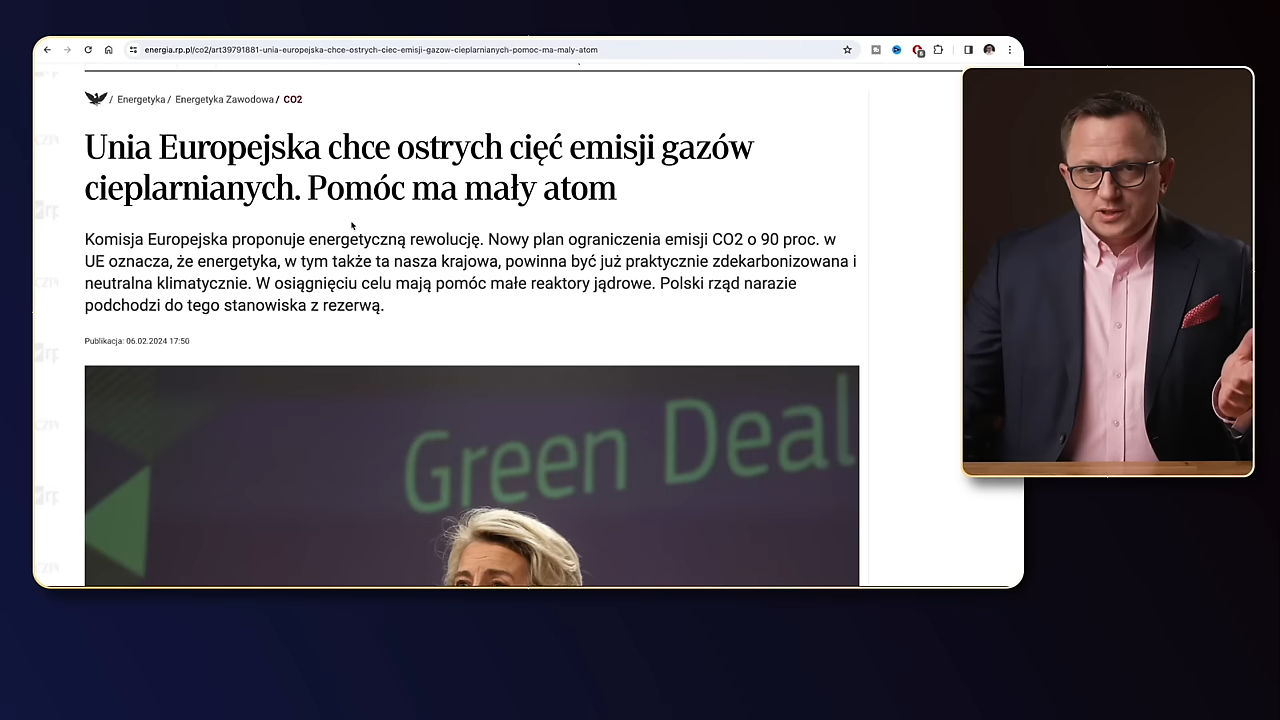 energia.rp.pl/co2/art39791881-unia-europejska-chce-ostrych-ciec-emisji-gazow-cieplarnianych-pomoc-ma-maly-atom
/ Energetyka / Energetyka Zawodowa / CO2
Unia Europejska chce ostrych cięć emisji gazów
cieplarnianych. Pomóc ma mały atom
Komisja Europejska proponuje energetyczną rewolucję. Nowy plan ograniczenia emisji CO2 o 90 proc. w
UE oznacza, że energetyka, w tym także ta nasza krajowa, powinna być już praktycznie zdekarbonizowana i
neutralna klimatycznie. W osiągnięciu celu mają pomóc małe reaktory jądrowe. Polski rząd narazie
podchodzi do tego stanowiska z rezerwą.
Publikacja: 06.02.2024 17:50
Green Deal